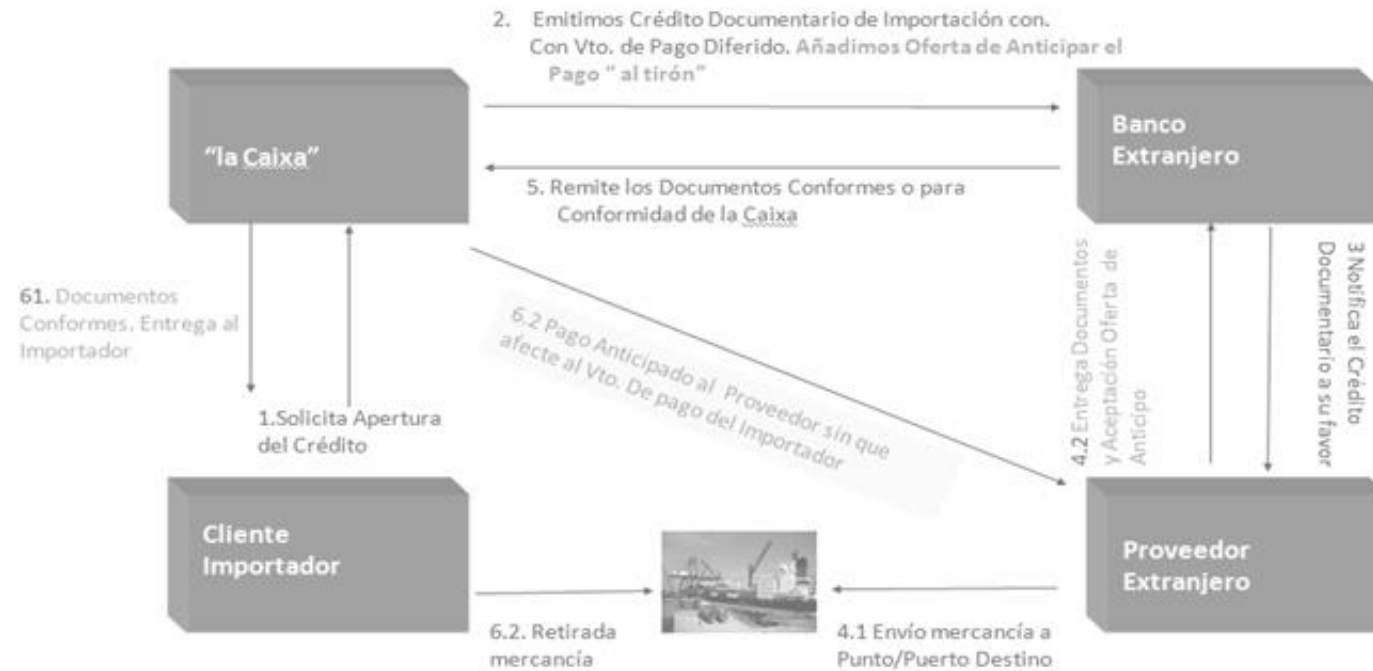 2. Emitimos Crédito Documentario de Importación con.
Con Vto. de Pago Diferido. Añadimos Oferta de Anticipar el
Pago " al tirón"
"la Caixa"
Banco
Extranjero
5. Remite los Documentos Conformes o para
Conformidad de la Caixa
61. Documentos
Conformes. Entrega al
Importador
1.Solicita Apertura
del Crédito
6.2 Pago Anticipado al Proveedor sin que
afecte al Vto. De pago del Importador
4.2 Entrega Documentos
y Aceptación Oferta de
Anticipo
3 Notifica el Crédito
Documentario a su favor
Cliente
Importador
Proveedor
Extranjero
6.2. Retirada
mercancía
4.1 Envío mercancía a
Punto/Puerto Destino